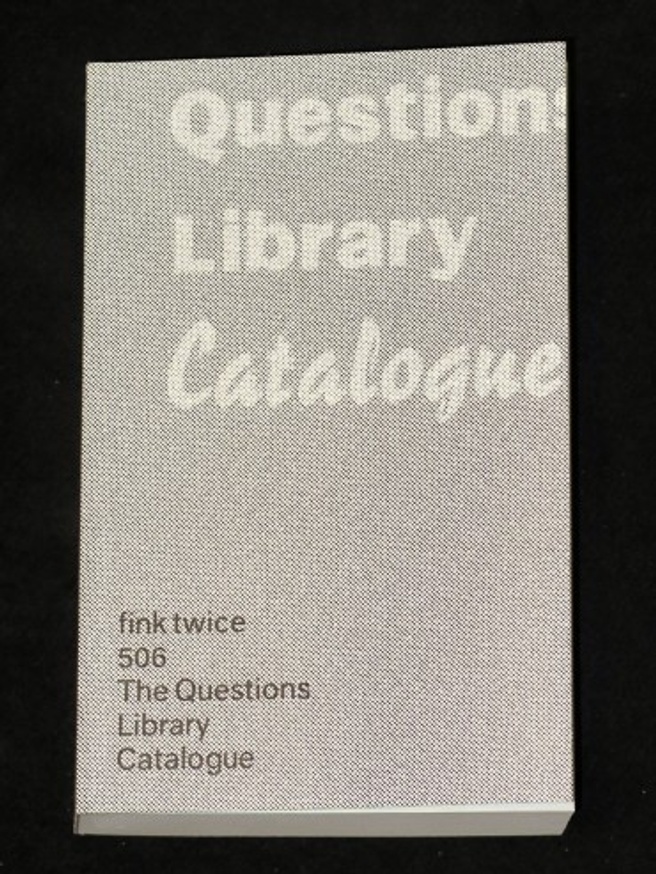 Questions
Library
Catalogue
fink twice
506
The Questions
Library
Catalogue